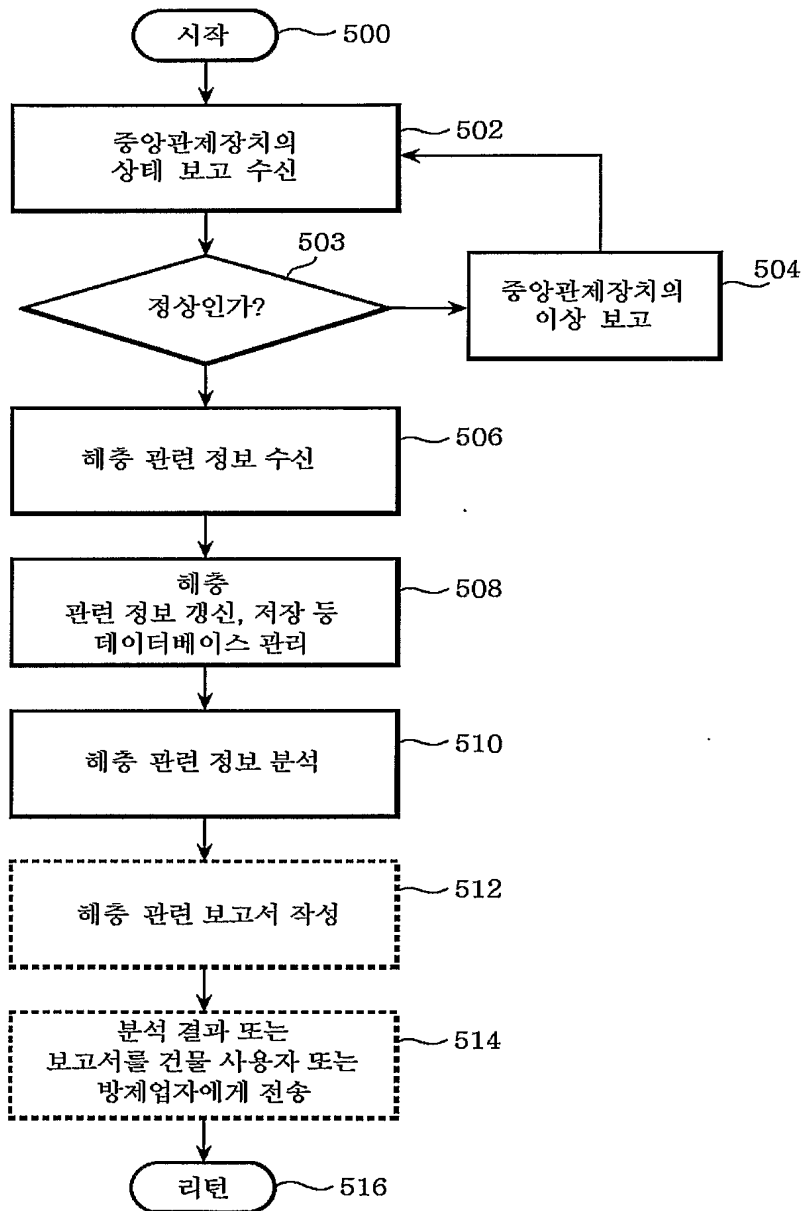 시작
500
중앙관제장치의
상태 보고 수신
502
503
정상인가?
중앙관제장치의
이상 보고
504
해충 관련 정보 수신
506
해충
관련 정보 갱신, 저장 등
데이터베이스 관리
508
해충 관련 정보 분석
510
해충 관련 보고서 작성
512
분석 결과 또는
보고서를 건물 사용자 또는
방제업자에게 전송
514
리턴
516